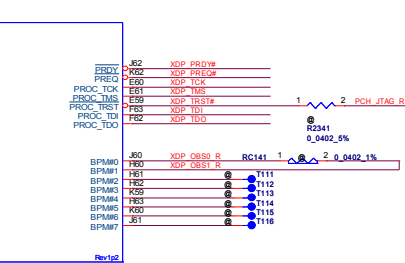 PRDY J62 XDP_PRDY#
PREQ K62 XDP_PREQ#
PROC_TCK E60 XDP_TCK
PROC_TMS E61 XDP_TMS
PROC_TRST E59 XDP_TRST# 1 2 PCH_JTAG_R
PROC_TDI F63 XDP_TDI
PROC_TDO F62 XDP_TDO
@
R2341
0_0402_5%
BPM#0 J60 XDP_OBS0_R RC141 1 @ 2 0_0402_1%
BPM#1 H60 XDP_OBS1_R
BPM#2 H61 @ T111
BPM#3 H62 @ T112
BPM#4 K59 @ T113
BPM#5 H63 @ T114
BPM#6 K60 @ T115
BPM#7 J61 @ T116
Rev1p2